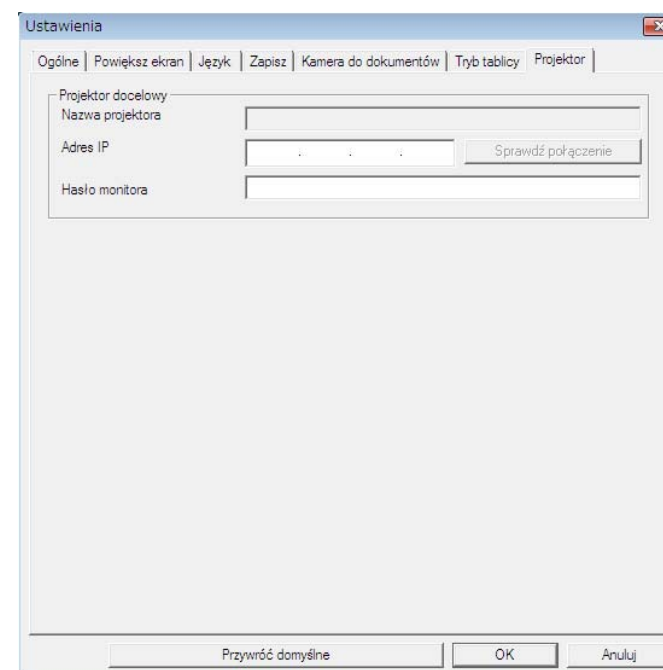 Ustawienia
Ogólne Powiększ ekran Język Zapisz Kamera do dokumentów Tryb tablicy Projektor
Projektor docelowy
Nazwa projektora
Adres IP . . . Sprawdź połączenie
Hasło monitora
Przywróć domyślne OK Anuluj